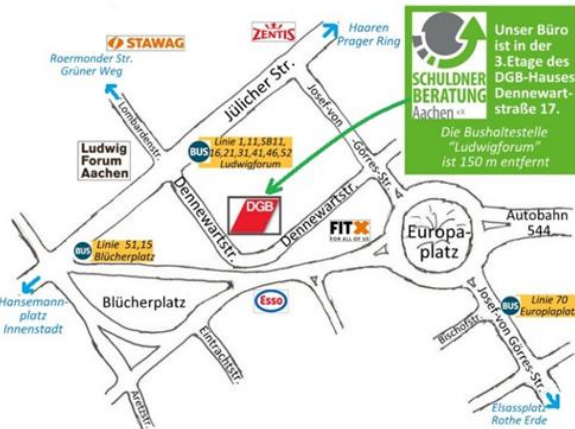 STAWAG
Roermonder Str.
Grüner Weg
ZENTIS
Haaren
Prager Ring
SCHULDNER
BERATUNG
Aachen e.V.
Unser Büro
ist in der
3.Etage des
DGB-Hauses
Dennewart-
straße 17.
Die Bushaltestelle
"Ludwigforum"
ist 150 m entfernt
Lombardenstr.
Jülicher Str.
Josef-von
-Görres-Str.
Ludwig
Forum
Aachen
BUS
Linie 1,11,SB11,
16,21,31,41,46,52
Ludwigforum
DGB
Dennewartstr.
Dennewartstr.
FITX
FOR ALL OF US
Europa-
platz
Autobahn
544
BUS
Linie 51,15
Blücherplatz
Hansemann-
platz
Innenstadt
Blücherplatz
Esso
BUS
Linie 70
Europlaplat
Josef-von Görres-Str.
Bischofstr.
Eintrachtstr.
Aretzstr.
Elsassplatz
Rothe Erde